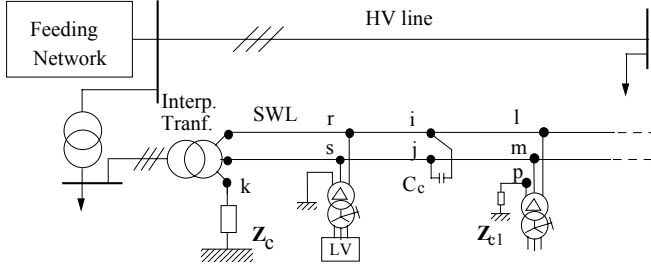 Feeding
Network
HV line
Interp.
Tranf.
SWL
r
i
l
s
j
m
k
C_c
p
Z_c
LV
Z_c1